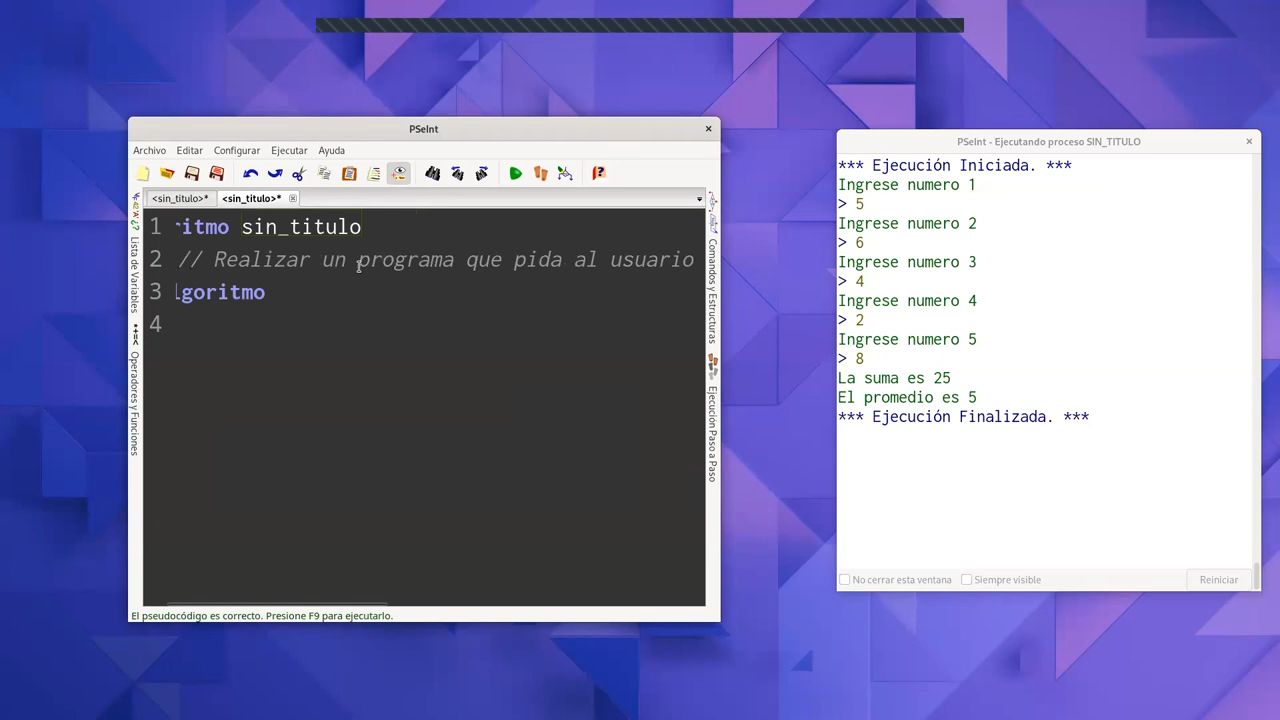 PSeInt
Archivo Editar Configurar Ejecutar Ayuda
<sin_titulo>* <sin_titulo>*
1 ritmo sin_titulo
2 // Realizar un programa que pida al usuario
3 lgoritmo
4
Lista de Variables
Operadores y Funciones
Comandos y Estructuras
Ejecución Paso a Paso
El pseudocódigo es correcto. Presione F9 para ejecutarlo.
PSeInt - Ejecutando proceso SIN_TITULO
*** Ejecución Iniciada. ***
Ingrese numero 1
> 5
Ingrese numero 2
> 6
Ingrese numero 3
> 4
Ingrese numero 4
> 2
Ingrese numero 5
> 8
La suma es 25
El promedio es 5
*** Ejecución Finalizada. ***
No cerrar esta ventana Siempre visible Reiniciar